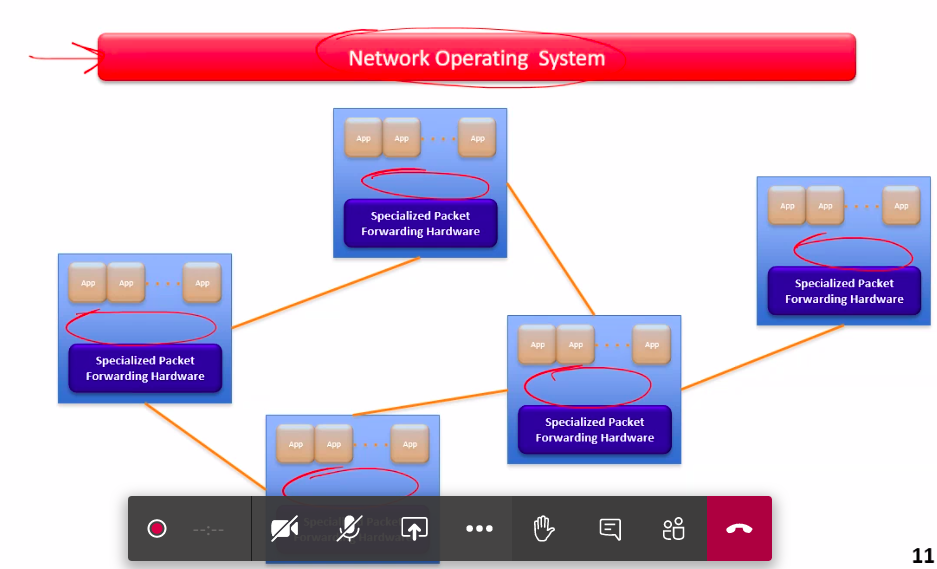 Network Operating System
App App . . . . App
Specialized Packet
Forwarding Hardware
App App . . . . App
Specialized Packet
Forwarding Hardware
App App . . . . App
Specialized Packet
Forwarding Hardware
App App . . . . App
Specialized Packet
Forwarding Hardware
App App . . . . App
Specialized Packet
Forwarding Hardware
--:--
11